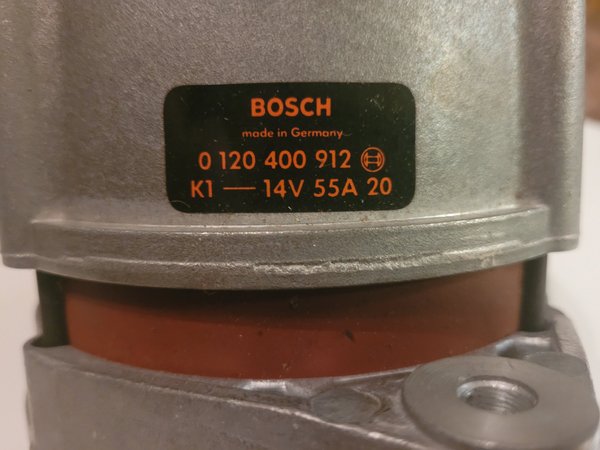 BOSCH
made in Germany
0 120 400 912
K1 — 14V 55A 20